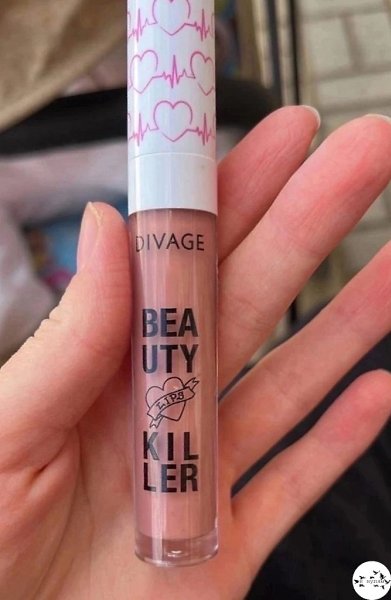 DIVAGE
BEA
UTY
LIPS
KIL
LER